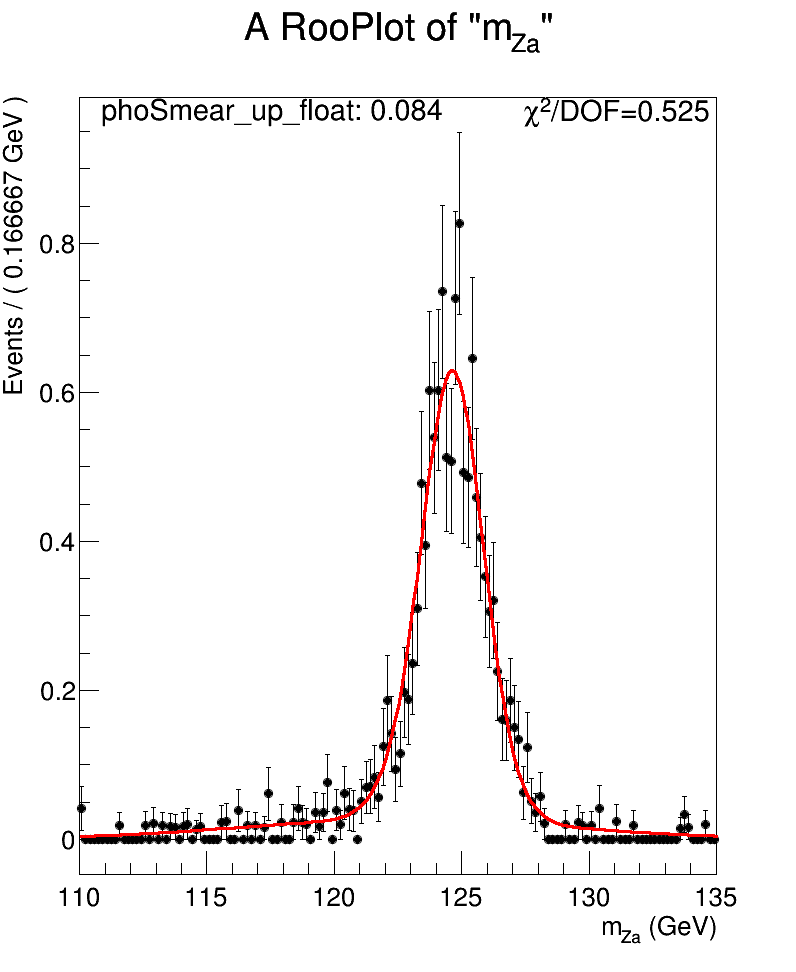 A RooPlot of "m_Za"
phoSmear_up_float: 0.084
χ²/DOF=0.525
Events / ( 0.166667 GeV )
0.8
0.6
0.4
0.2
0
110 115 120 125 130 135
m_Za (GeV)